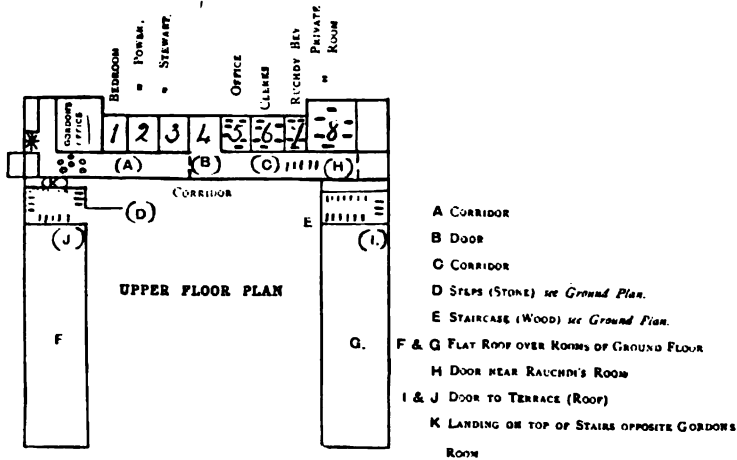 BEDROOM
" POWER.
" STEWART.
OFFICE
CLERKS
RUCHDY BEY
PRIVATE
" ROOM
GORDON'S
OFFICE
1 2 3 4 5 6 7 8
(A) (B) (C) (H)
(K) CORRIDOR
(D)
(J) E (I.
UPPER FLOOR PLAN
F G.
A CORRIDOR
B DOOR
C CORRIDOR
D STEPS (STONE) see Ground Plan.
E STAIRCASE (WOOD) see Ground Plan.
F & G FLAT ROOF OVER ROOMS OF GROUND FLOOR
H DOOR NEAR RAUCHDI'S ROOM
I & J DOOR TO TERRACE (ROOF)
K LANDING ON TOP OF STAIRS OPPOSITE GORDONS
ROOM